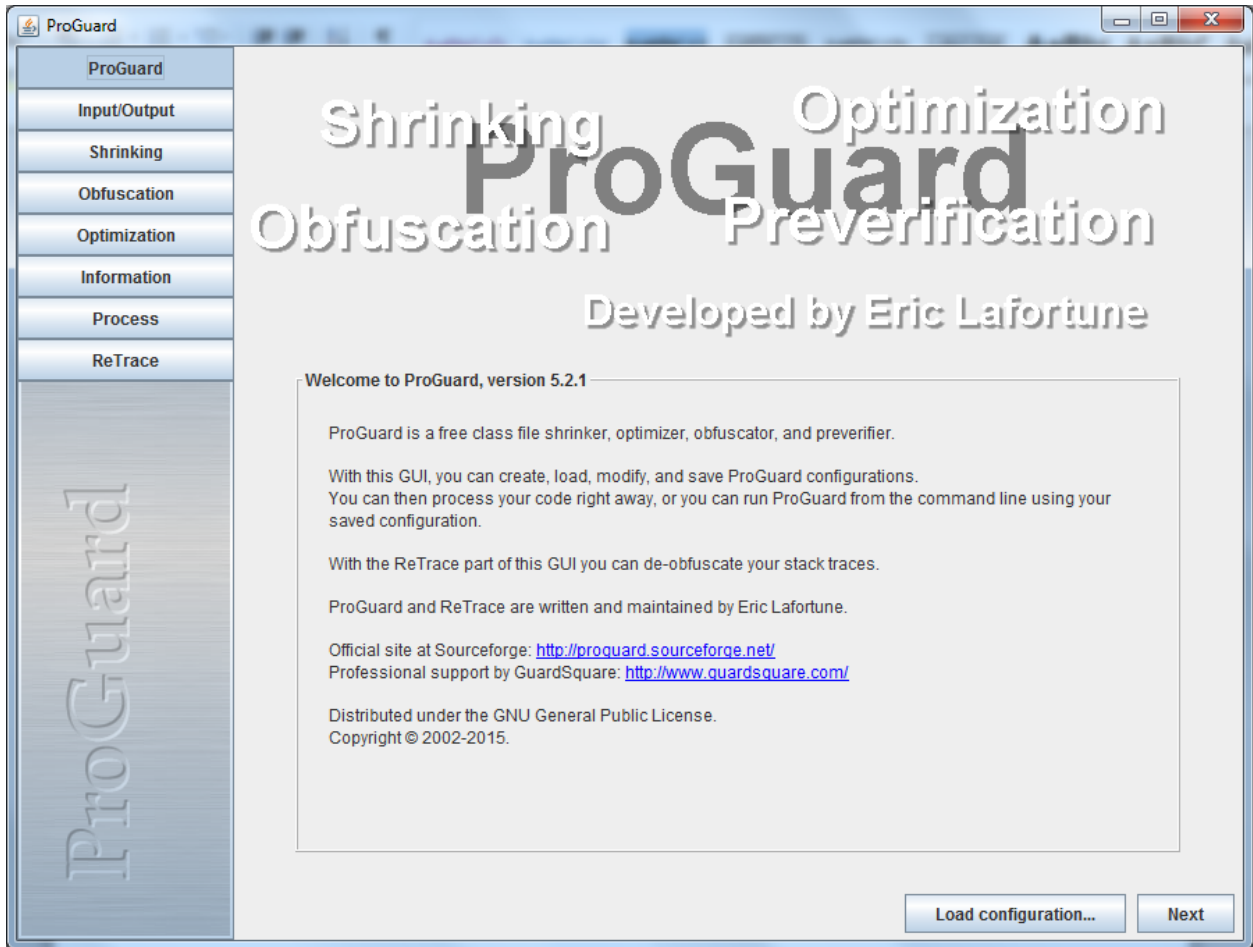 ProGuard
ProGuard
Input/Output
Shrinking
Obfuscation
Optimization
Information
Process
ReTrace
ProGuard
Shrinking
Optimization
ProGuard
Obfuscation
Preverification
Developed by Eric Lafortune
Welcome to ProGuard, version 5.2.1
ProGuard is a free class file shrinker, optimizer, obfuscator, and preverifier.
With this GUI, you can create, load, modify, and save ProGuard configurations.
You can then process your code right away, or you can run ProGuard from the command line using your
saved configuration.
With the ReTrace part of this GUI you can de-obfuscate your stack traces.
ProGuard and ReTrace are written and maintained by Eric Lafortune.
Official site at Sourceforge: http://proguard.sourceforge.net/
Professional support by GuardSquare: http://www.guardsquare.com/
Distributed under the GNU General Public License.
Copyright © 2002-2015.
Load configuration...
Next